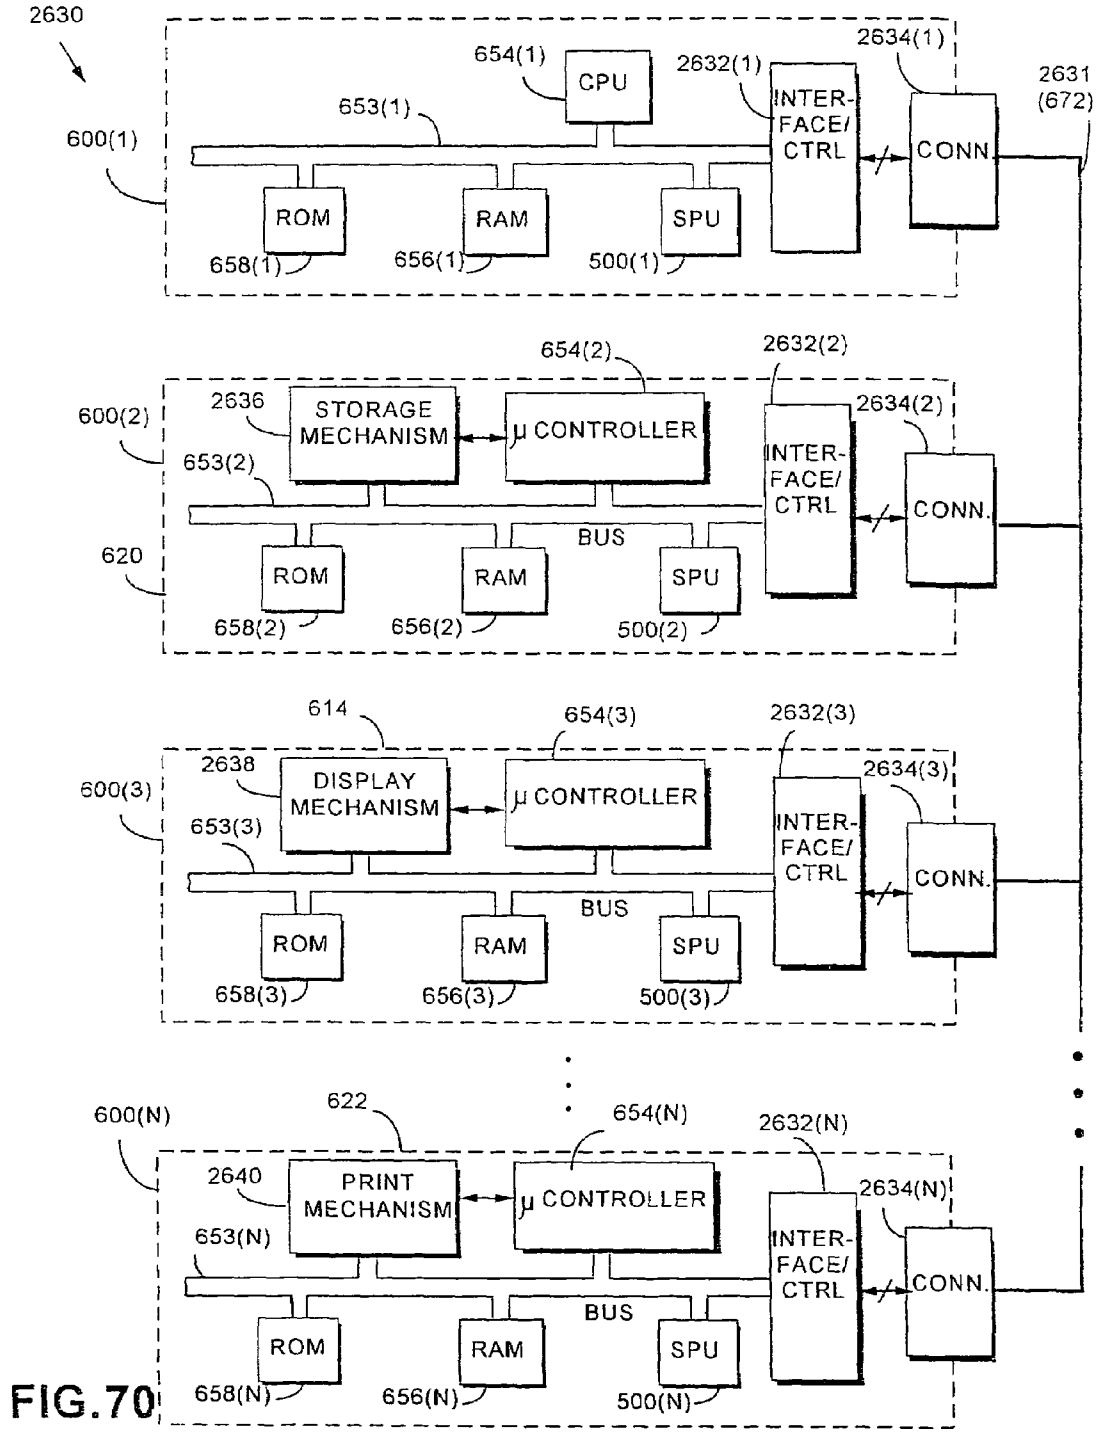 2630
2634(1)
654(1)
2632(1)
2631
(672)
CPU
653(1)
INTER-
FACE/
CTRL
600(1)
CONN.
ROM
RAM
SPU
658(1)
656(1)
500(1)
2632(2)
654(2)
2634(2)
2636
STORAGE
MECHANISM
µ CONTROLLER
600(2)
653(2)
INTER-
FACE/
CTRL
CONN.
BUS
620
ROM
RAM
SPU
658(2)
656(2)
500(2)
614
654(3)
2632(3)
2638
DISPLAY
MECHANISM
µ CONTROLLER
2634(3)
600(3)
653(3)
INTER-
FACE/
CTRL
CONN.
BUS
ROM
RAM
SPU
658(3)
656(3)
500(3)
622
600(N)
654(N)
2632(N)
2640
PRINT
MECHANISM
µ CONTROLLER
2634(N)
653(N)
INTER-
FACE/
CTRL
CONN.
BUS
ROM
RAM
SPU
658(N)
656(N)
500(N)
FIG.70